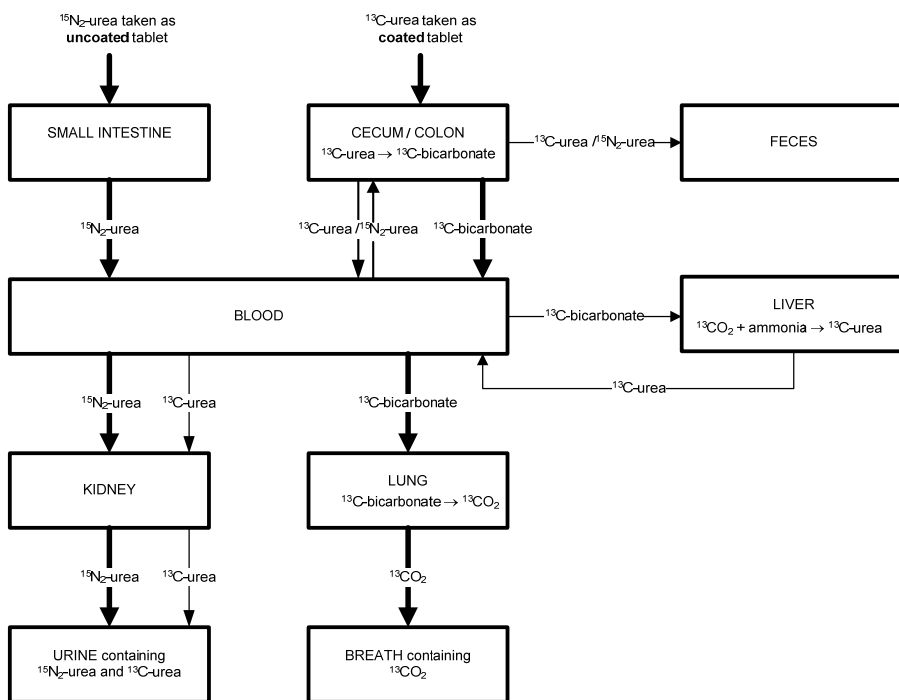 ¹⁵N₂-urea taken as
uncoated tablet
¹³C-urea taken as
coated tablet
SMALL INTESTINE
CECUM / COLON
¹³C-urea → ¹³C-bicarbonate
¹³C-urea /¹⁵N₂-urea
FECES
¹⁵N₂-urea
¹³C-urea /¹⁵N₂-urea
¹³C-bicarbonate
BLOOD
¹³C-bicarbonate
LIVER
¹³CO₂ + ammonia → ¹³C-urea
¹³C-urea
¹⁵N₂-urea
¹³C-urea
¹³C-bicarbonate
KIDNEY
LUNG
¹³C-bicarbonate → ¹³CO₂
¹⁵N₂-urea
¹³C-urea
¹³CO₂
URINE containing
¹⁵N₂-urea and ¹³C-urea
BREATH containing
¹³CO₂